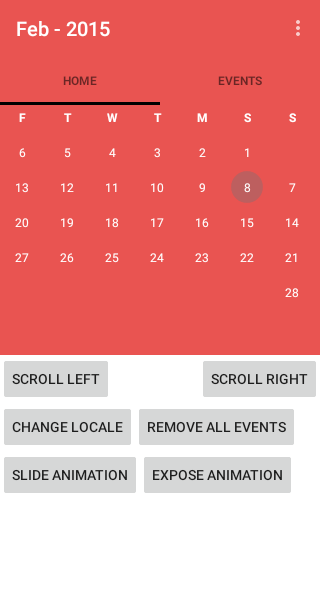 Feb - 2015
HOME EVENTS
F T W T M S S
6 5 4 3 2 1
13 12 11 10 9 8 7
20 19 18 17 16 15 14
27 26 25 24 23 22 21
28
SCROLL LEFT SCROLL RIGHT
CHANGE LOCALE REMOVE ALL EVENTS
SLIDE ANIMATION EXPOSE ANIMATION